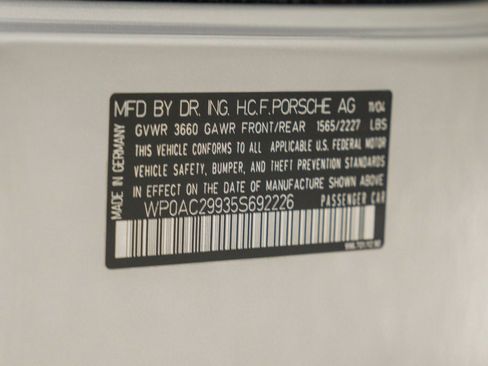 MFD BY DR. ING. H.C.F. PORSCHE AG 11/04
GVWR 3660 GAWR FRONT/REAR 1565/2227 LBS
THIS VEHICLE CONFORMS TO ALL APPLICABLE U.S. FEDERAL MOTOR
VEHICLE SAFETY, BUMPER, AND THEFT PREVENTION STANDARDS
IN EFFECT ON THE DATE OF MANUFACTURE SHOWN ABOVE
WP0AC29935S692226 PASSENGER CAR
MADE IN GERMANY